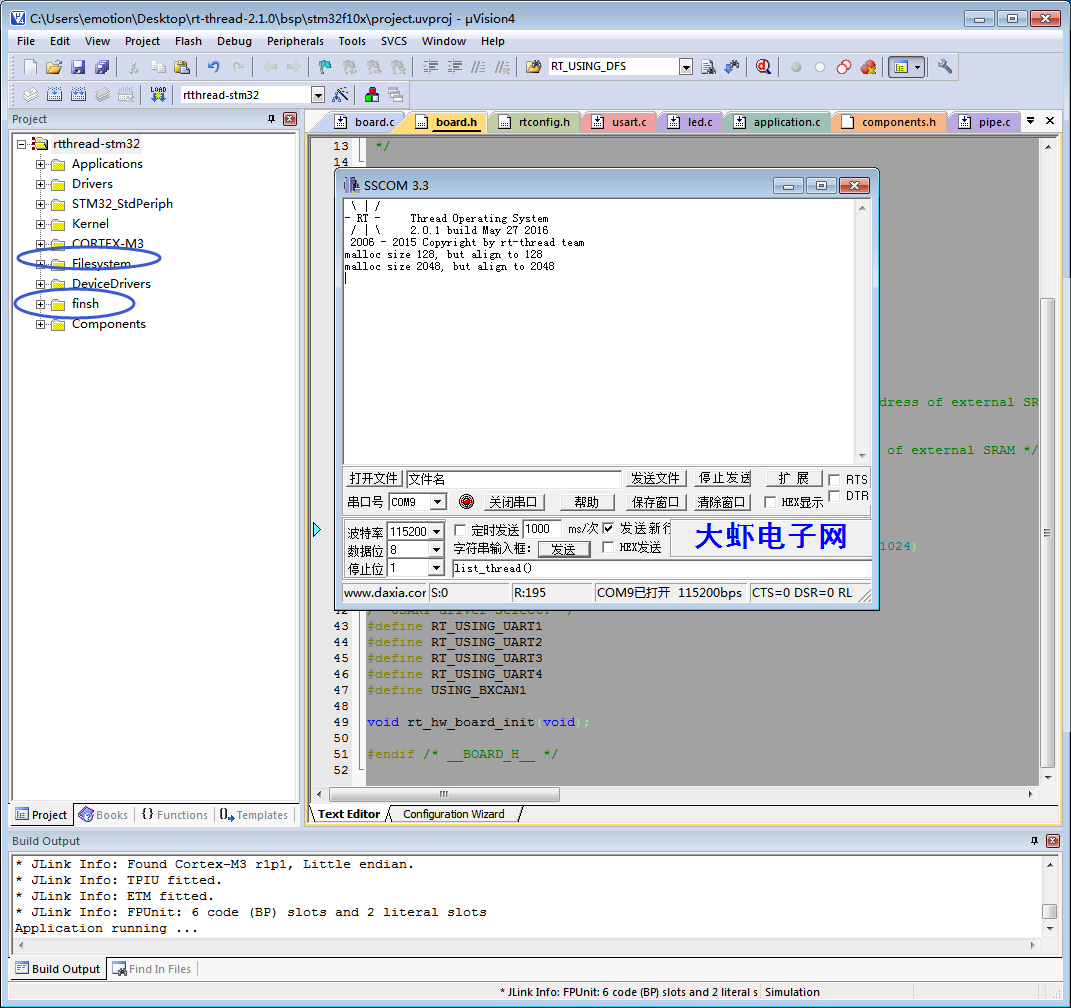 C:\Users\emotion\Desktop\rt-thread-2.1.0\bsp\stm32f10x\project.uvproj - µVision4
File Edit View Project Flash Debug Peripherals Tools SVCS Window Help
RT_USING_DFS
LOAD rtthread-stm32
Project
board.c board.h rtconfig.h usart.c led.c application.c components.h pipe.c
rtthread-stm32
Applications
Drivers
STM32_StdPeriph
Kernel
CORTEX-M3
Filesystem
DeviceDrivers
finsh
Components
13 */
14
SSCOM 3.3
\ | /
- RT - Thread Operating System
/ | \ 2.0.1 build May 27 2016
2006 - 2015 Copyright by rt-thread team
malloc size 128, but align to 128
malloc size 2048, but align to 2048
dress of external SR
of external SRAM */
1024)
打开文件 文件名 发送文件 停止发送 扩 展 RTS
串口号 COM9 关闭串口 帮助 保存窗口 清除窗口 HEX显示 DTR
波特率 115200 定时发送 1000 ms/次 发送新行
数据位 8 字符串输入框: 发送 HEX发送
大虾电子网
停止位 1 list_thread()
www.daxia.cor S:0 R:195 COM9已打开 115200bps CTS=0 DSR=0 RL
42 /* USART driver select. */
43 #define RT_USING_UART1
44 #define RT_USING_UART2
45 #define RT_USING_UART3
46 #define RT_USING_UART4
47 #define USING_BXCAN1
48
49 void rt_hw_board_init(void);
50
51 #endif /* __BOARD_H__ */
52
Project Books {} Functions Templates
Text Editor Configuration Wizard
Build Output
* JLink Info: Found Cortex-M3 r1p1, Little endian.
* JLink Info: TPIU fitted.
* JLink Info: ETM fitted.
* JLink Info: FPUnit: 6 code (BP) slots and 2 literal slots
Application running ...
Build Output Find In Files
* JLink Info: FPUnit: 6 code (BP) slots and 2 literal s Simulation